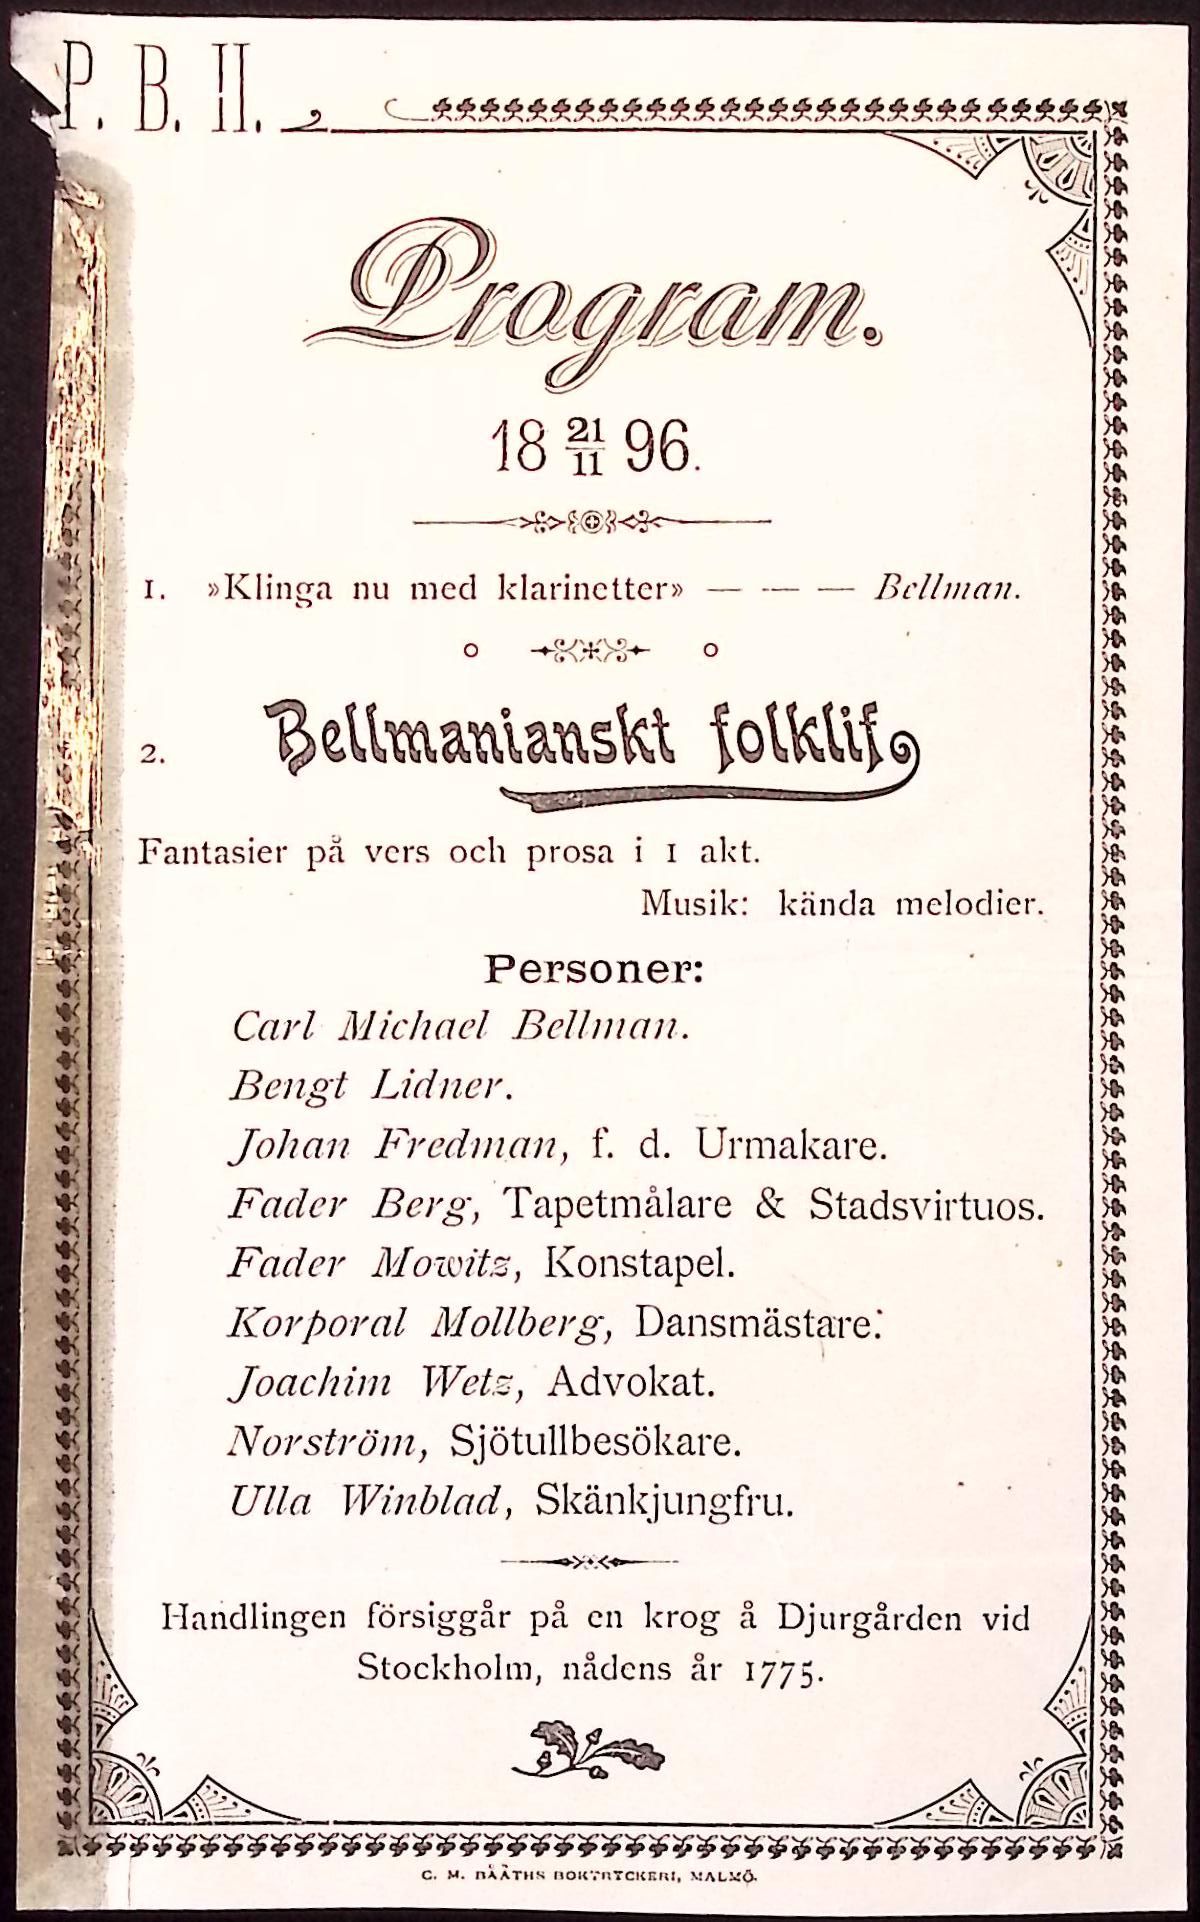 P. B. H.
Program.
18 21/11 96.
1. »Klinga nu med klarinetter» — — — Bellman.
2. Bellmanianskt folklif
Fantasier på vers och prosa i 1 akt.
Musik: kända melodier.
Personer:
Carl Michael Bellman.
Bengt Lidner.
Johan Fredman, f. d. Urmakare.
Fader Berg, Tapetmålare & Stadsvirtuos.
Fader Mowitz, Konstapel.
Korporal Mollberg, Dansmästare.
Joachim Wetz, Advokat.
Norström, Sjötullbesökare.
Ulla Winblad, Skänkjungfru.
Handlingen försiggår på en krog å Djurgården vid
Stockholm, nådens år 1775.
C. M. BÅÅTHS BOKTRYCKERI, MALMÖ.